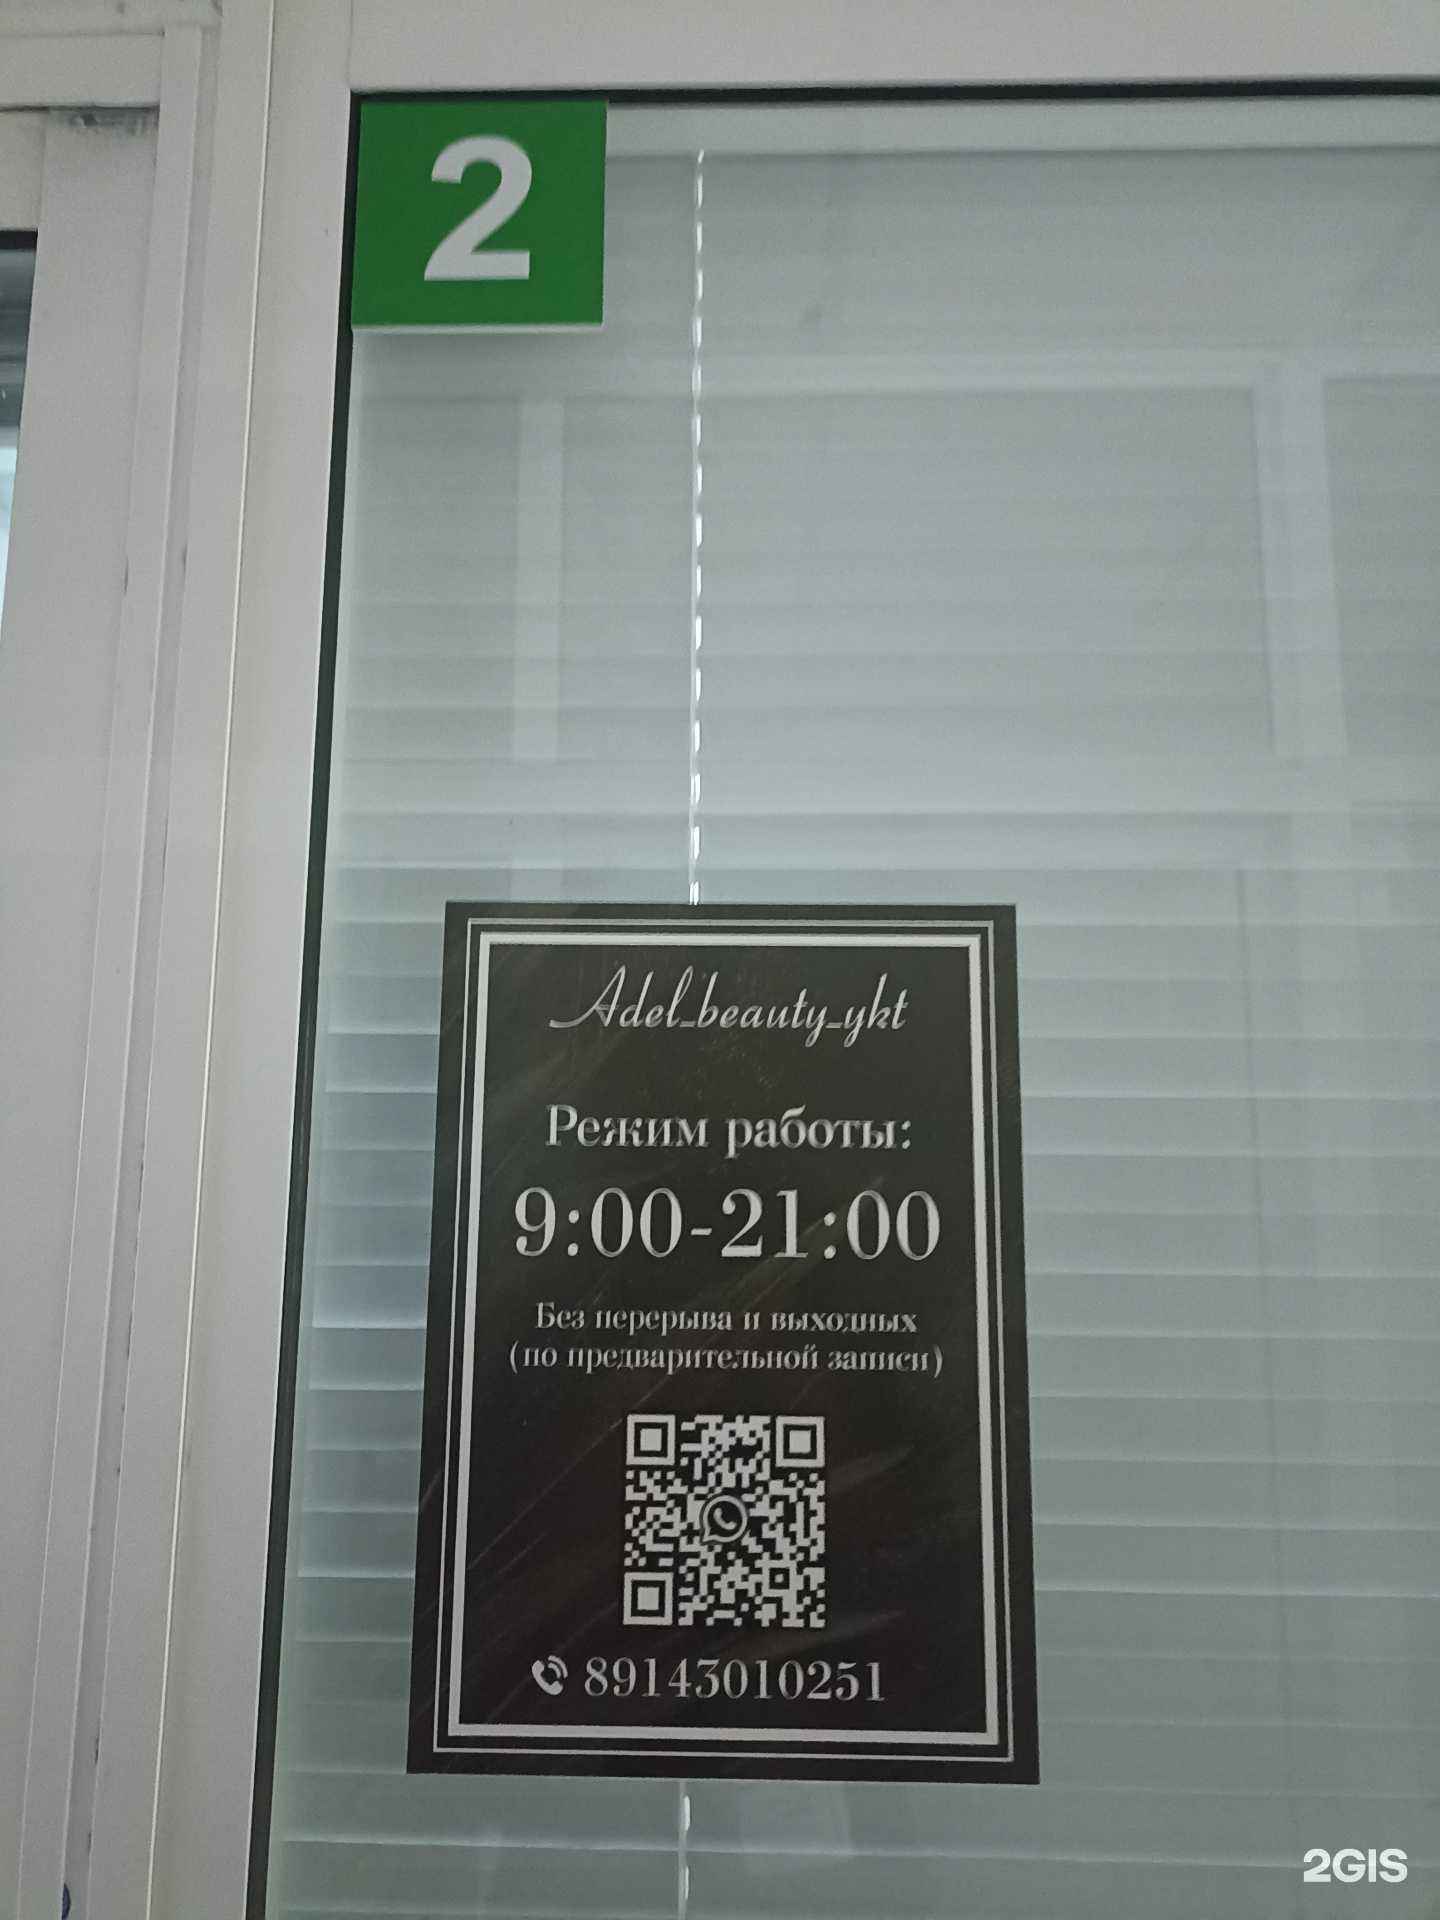 2
Adel_beauty_ykt
Режим работы:
9:00-21:00
Без перерыва и выходных
(по предварительной записи)
89143010251
2GIS